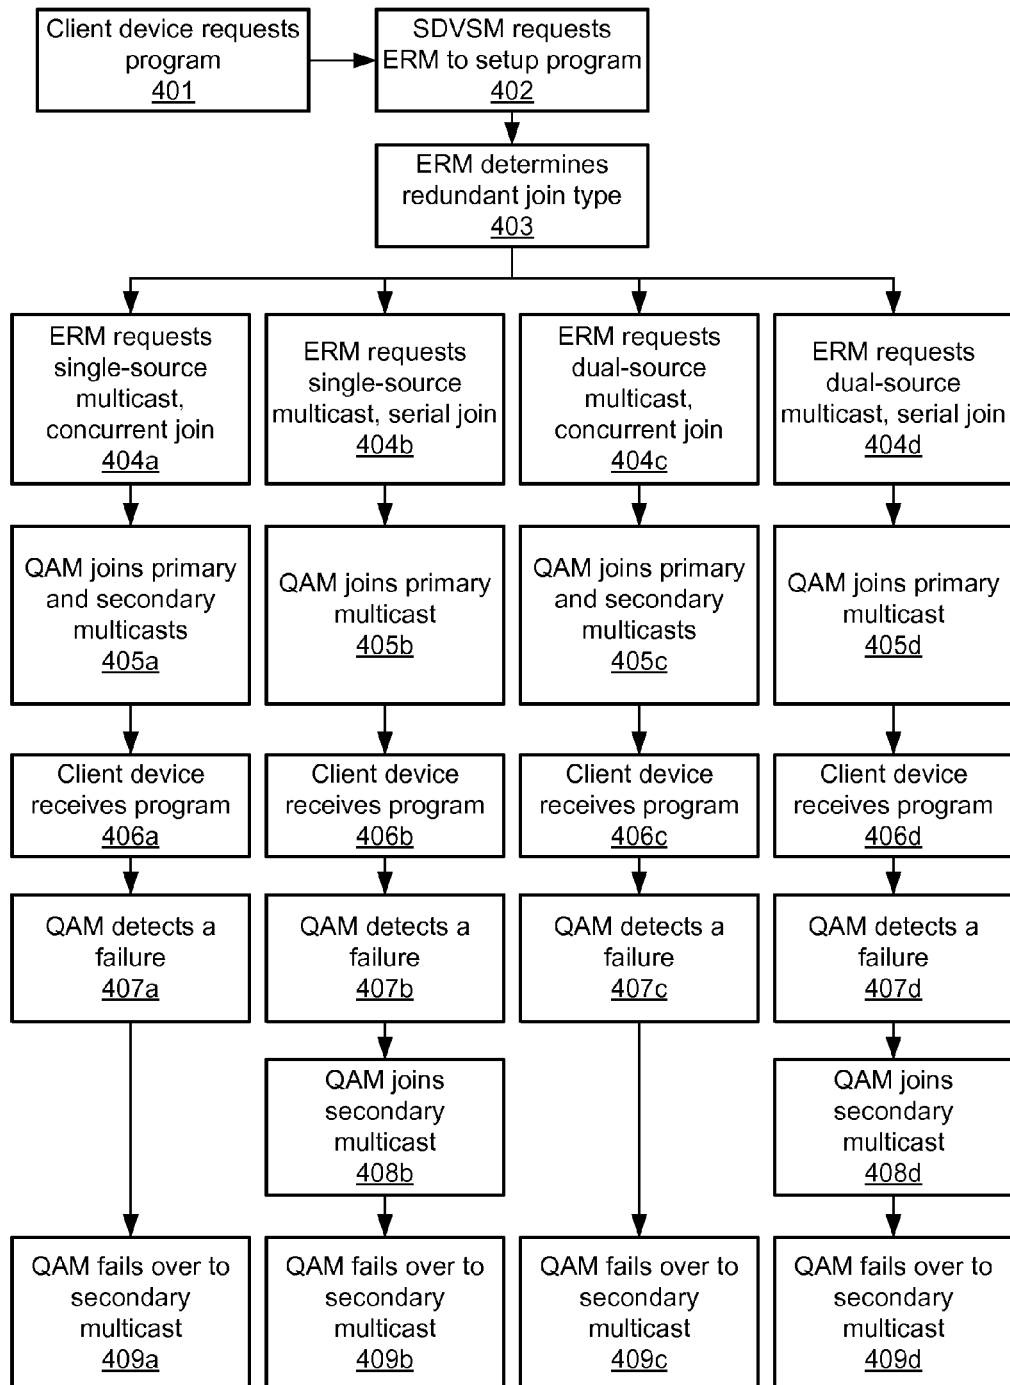 Client device requests
program
401
SDVSM requests
ERM to setup program
402
ERM determines
redundant join type
403
ERM requests
single-source
multicast,
concurrent join
404a
ERM requests
single-source
multicast, serial join
404b
ERM requests
dual-source
multicast,
concurrent join
404c
ERM requests
dual-source
multicast, serial join
404d
QAM joins primary
and secondary
multicasts
405a
QAM joins primary
multicast
405b
QAM joins primary
and secondary
multicasts
405c
QAM joins primary
multicast
405d
Client device
receives program
406a
Client device
receives program
406b
Client device
receives program
406c
Client device
receives program
406d
QAM detects a
failure
407a
QAM detects a
failure
407b
QAM detects a
failure
407c
QAM detects a
failure
407d
QAM joins
secondary
multicast
408b
QAM joins
secondary
multicast
408d
QAM fails over to
secondary
multicast
409a
QAM fails over to
secondary
multicast
409b
QAM fails over to
secondary
multicast
409c
QAM fails over to
secondary
multicast
409d